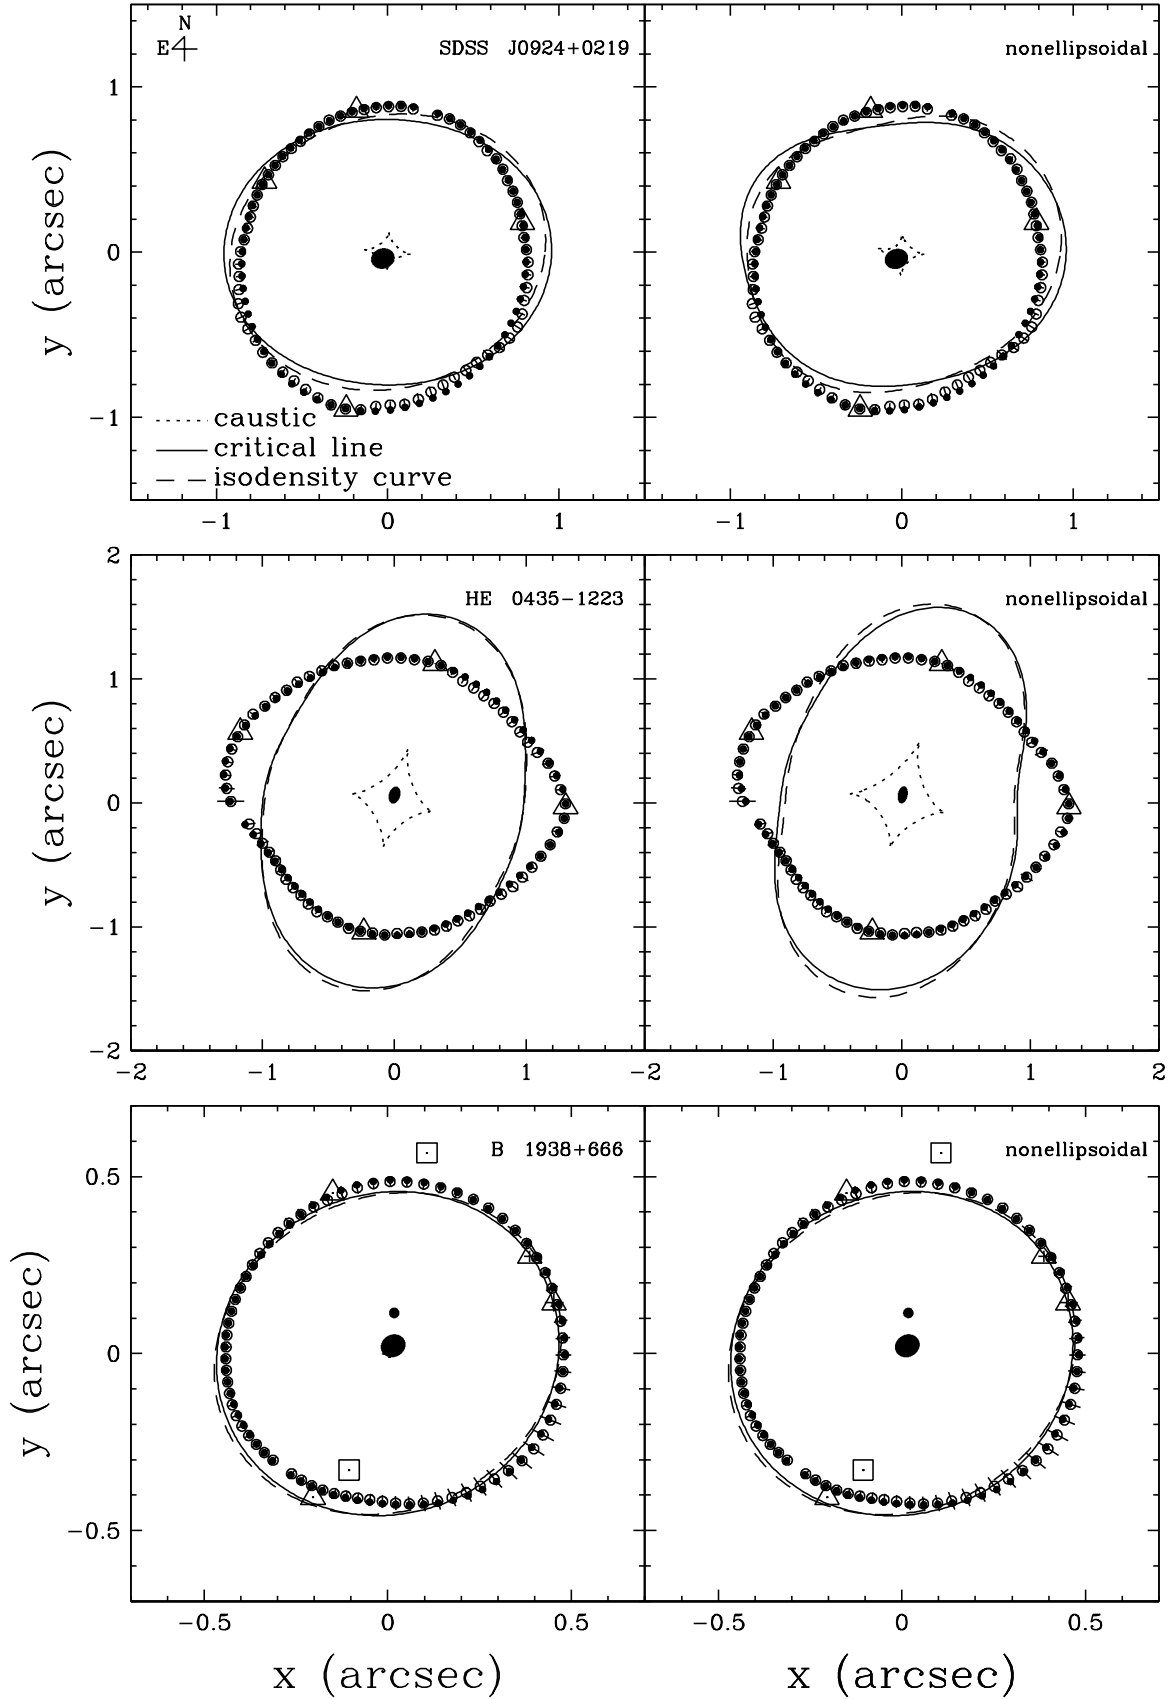 N
E
SDSS J0924+0219
nonellipsoidal
1
0
−1
y (arcsec)
caustic
critical line
isodensity curve
−1 0 1
−1 0 1
HE 0435−1223
nonellipsoidal
2
1
0
−1
−2
y (arcsec)
−2 −1 0 1
−2 −1 0 1 2
B 1938+666
nonellipsoidal
0.5
0
−0.5
y (arcsec)
−0.5 0 0.5
−0.5 0 0.5
x (arcsec)
x (arcsec)